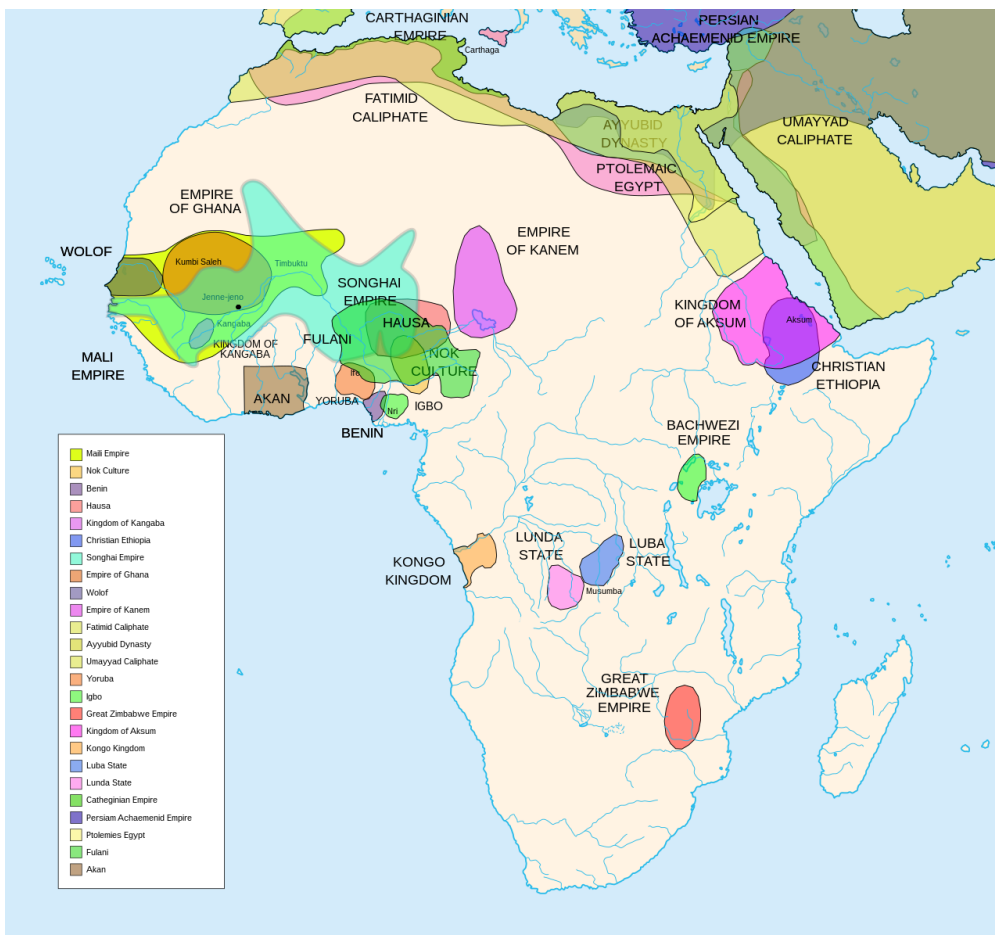 CARTHAGINIAN
EMPIRE
Carthaga
PERSIAN
ACHAEMENID EMPIRE
FATIMID
CALIPHATE
AYYUBID
DYNASTY
UMAYYAD
CALIPHATE
PTOLEMAIC
EGYPT
EMPIRE
OF GHANA
WOLOF
Kumbi Saleh
Timbuktu
EMPIRE
OF KANEM
Jenne-jeno
SONGHAI
EMPIRE
KINGDOM
OF AKSUM
Aksum
Kangaba
KINGDOM OF
KANGABA
FULANI
HAUSA
MALI
EMPIRE
NOK
CULTURE
CHRISTIAN
ETHIOPIA
Ife
AKAN
YORUBA
Nri
IGBO
BENIN
BACHWEZI
EMPIRE
KONGO
KINGDOM
LUNDA
STATE
LUBA
STATE
Musumba
GREAT
ZIMBABWE
EMPIRE
Maili Empire
Nok Culture
Benin
Hausa
Kingdom of Kangaba
Christian Ethiopia
Songhai Empire
Empire of Ghana
Wolof
Empire of Kanem
Fatimid Caliphate
Ayyubid Dynasty
Umayyad Caliphate
Yoruba
Igbo
Great Zimbabwe Empire
Kingdom of Aksum
Kongo Kingdom
Luba State
Lunda State
Catheginian Empire
Persiam Achaemenid Empire
Ptolemies Egypt
Fulani
Akan